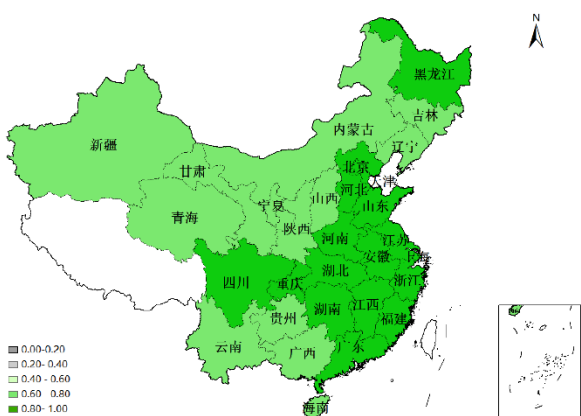 N
黑龙江
吉林
辽宁
内蒙古
新疆
甘肃
北京
天津
河北
山西
宁夏
山东
青海
陕西
河南
江苏
安徽
上海
四川
重庆
湖北
浙江
湖南
江西
贵州
福建
云南
广西
广东
海南
0.00-0.20
0.20- 0.40
0.40 - 0.60
0.60 0.80
0.80- 1.00